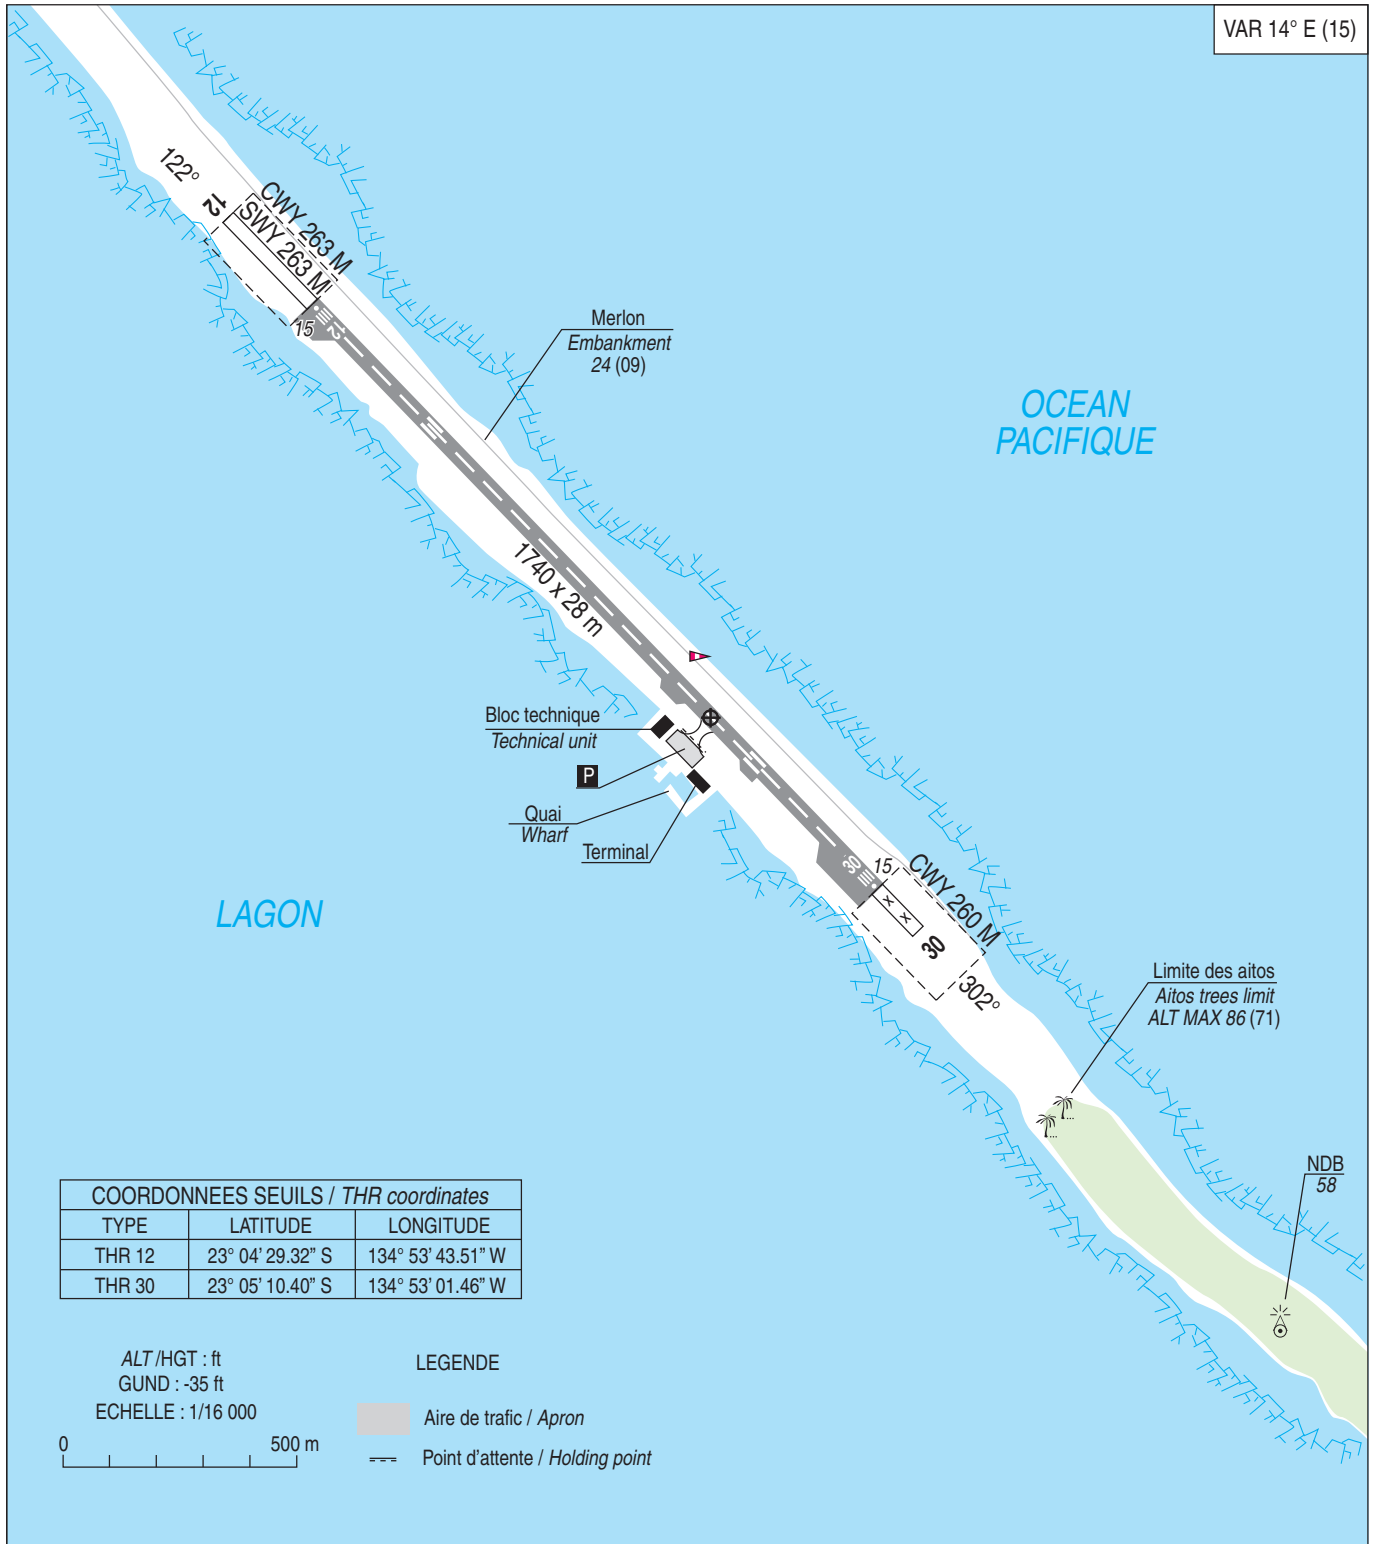 VAR 14° E (15)
122°
12
CWY 263 M
SWY 263 M
15
12
Merlon
Embankment
24 (09)
OCEAN
PACIFIQUE
1740 x 28 m
Bloc technique
Technical unit
P
Quai
Wharf
Terminal
30
15
CWY 260 M
30
302°
LAGON
Limite des aitos
Aitos trees limit
ALT MAX 86 (71)
NDB
58
COORDONNEES SEUILS / THR coordinates
TYPE LATITUDE LONGITUDE
THR 12 23° 04' 29.32" S 134° 53' 43.51" W
THR 30 23° 05' 10.40" S 134° 53' 01.46" W
ALT /HGT : ft
GUND : -35 ft
ECHELLE : 1/16 000
0 500 m
LEGENDE
Aire de trafic / Apron
Point d'attente / Holding point